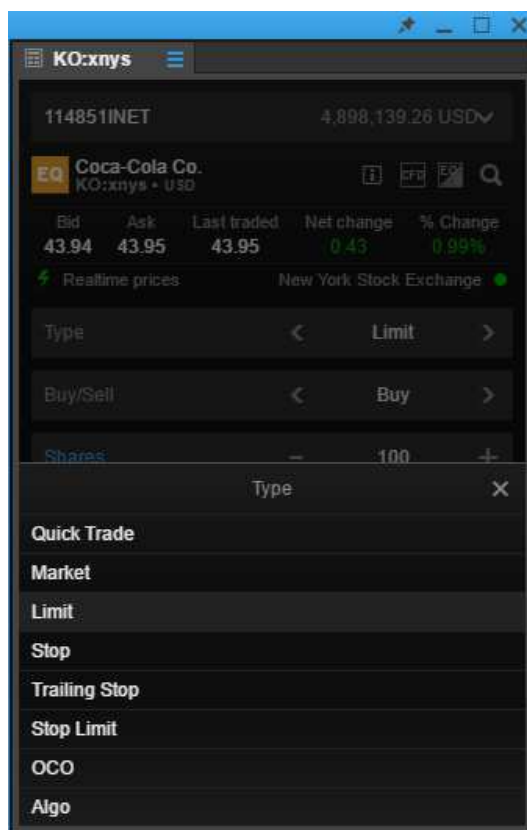 KO:xnys
114851INET 4,898,139.26 USD
EQ Coca-Cola Co.
KO:xnys • USD
CFD
Bid Ask Last traded Net change % Change
43.94 43.95 43.95 0.43 0.99%
Realtime prices New York Stock Exchange
Type Limit
Buy/Sell Buy
Shares 100
Type
Quick Trade
Market
Limit
Stop
Trailing Stop
Stop Limit
OCO
Algo